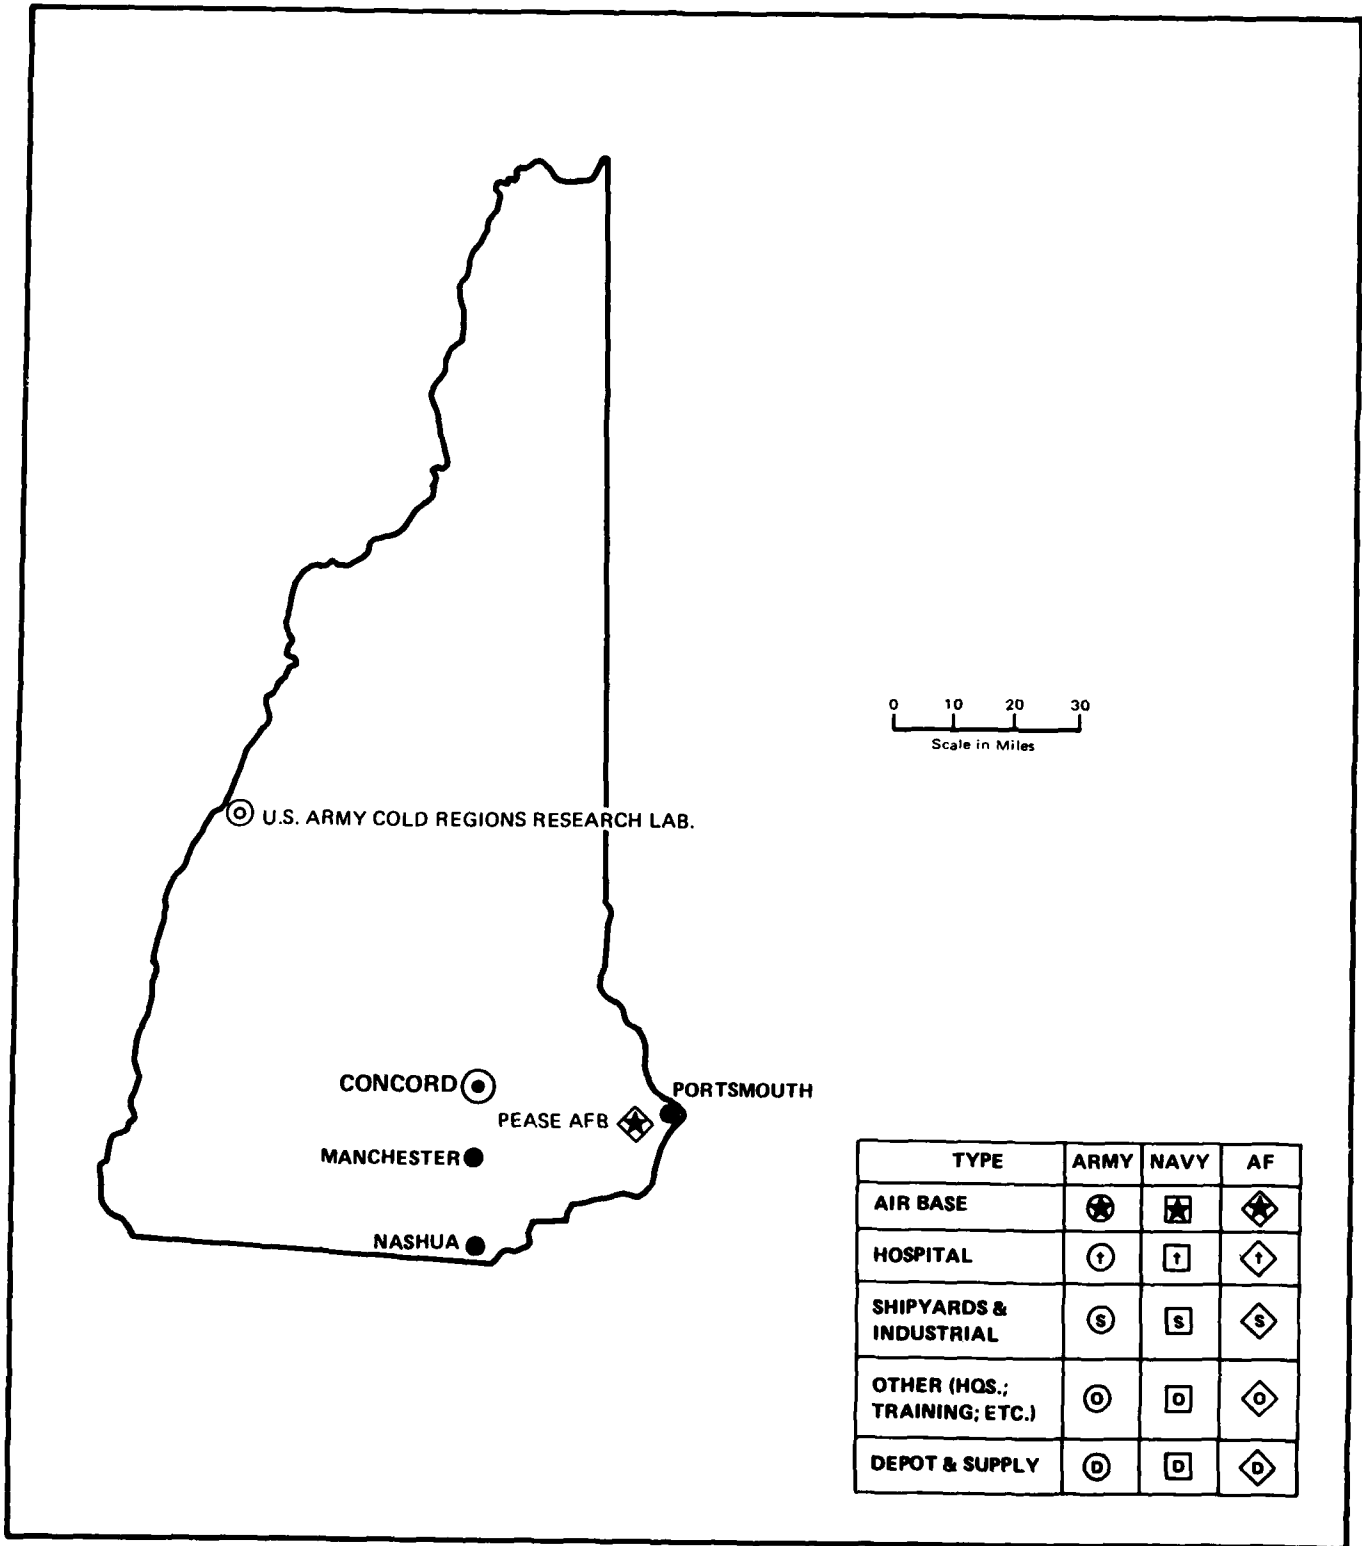 0 10 20 30
Scale in Miles
U.S. ARMY COLD REGIONS RESEARCH LAB.
CONCORD
PORTSMOUTH
PEASE AFB
MANCHESTER
NASHUA
TYPE ARMY NAVY AF
AIR BASE
HOSPITAL † † †
SHIPYARDS &
INDUSTRIAL S S S
OTHER (HQS.;
TRAINING; ETC.) O O O
DEPOT & SUPPLY D D D